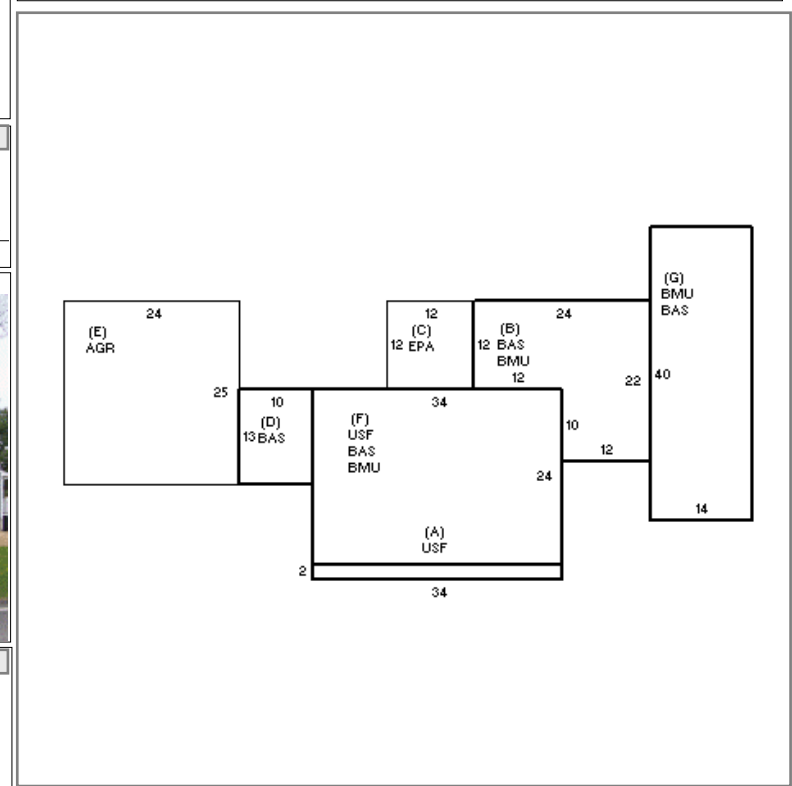 24
(E)
AGR
25
10
(D)
13 BAS
12
(C)
12 EPA
24
(B)
12 BAS
BMU
12
22
10
12
(G)
BMU
BAS
40
14
34
(F)
USF
BAS
BMU
24
(A)
USF
2
34